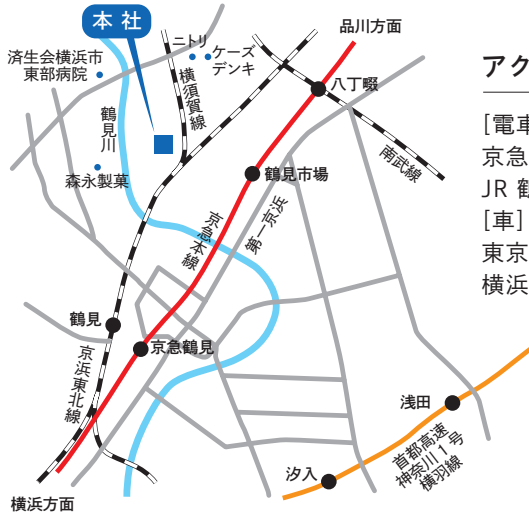 本 社
品川方面
ニトリ
ケーズ
デンキ
済生会横浜市
東部病院
横須賀線
八丁畷
鶴見川
南武線
森永製菓
鶴見市場
第一京浜
京急本線
鶴見
京急鶴見
京浜東北線
浅田
首都高速
神奈川1号
横羽線
汐入
横浜方面
アク
[電車
京急
JR 鶴
[車]
東京
横浜